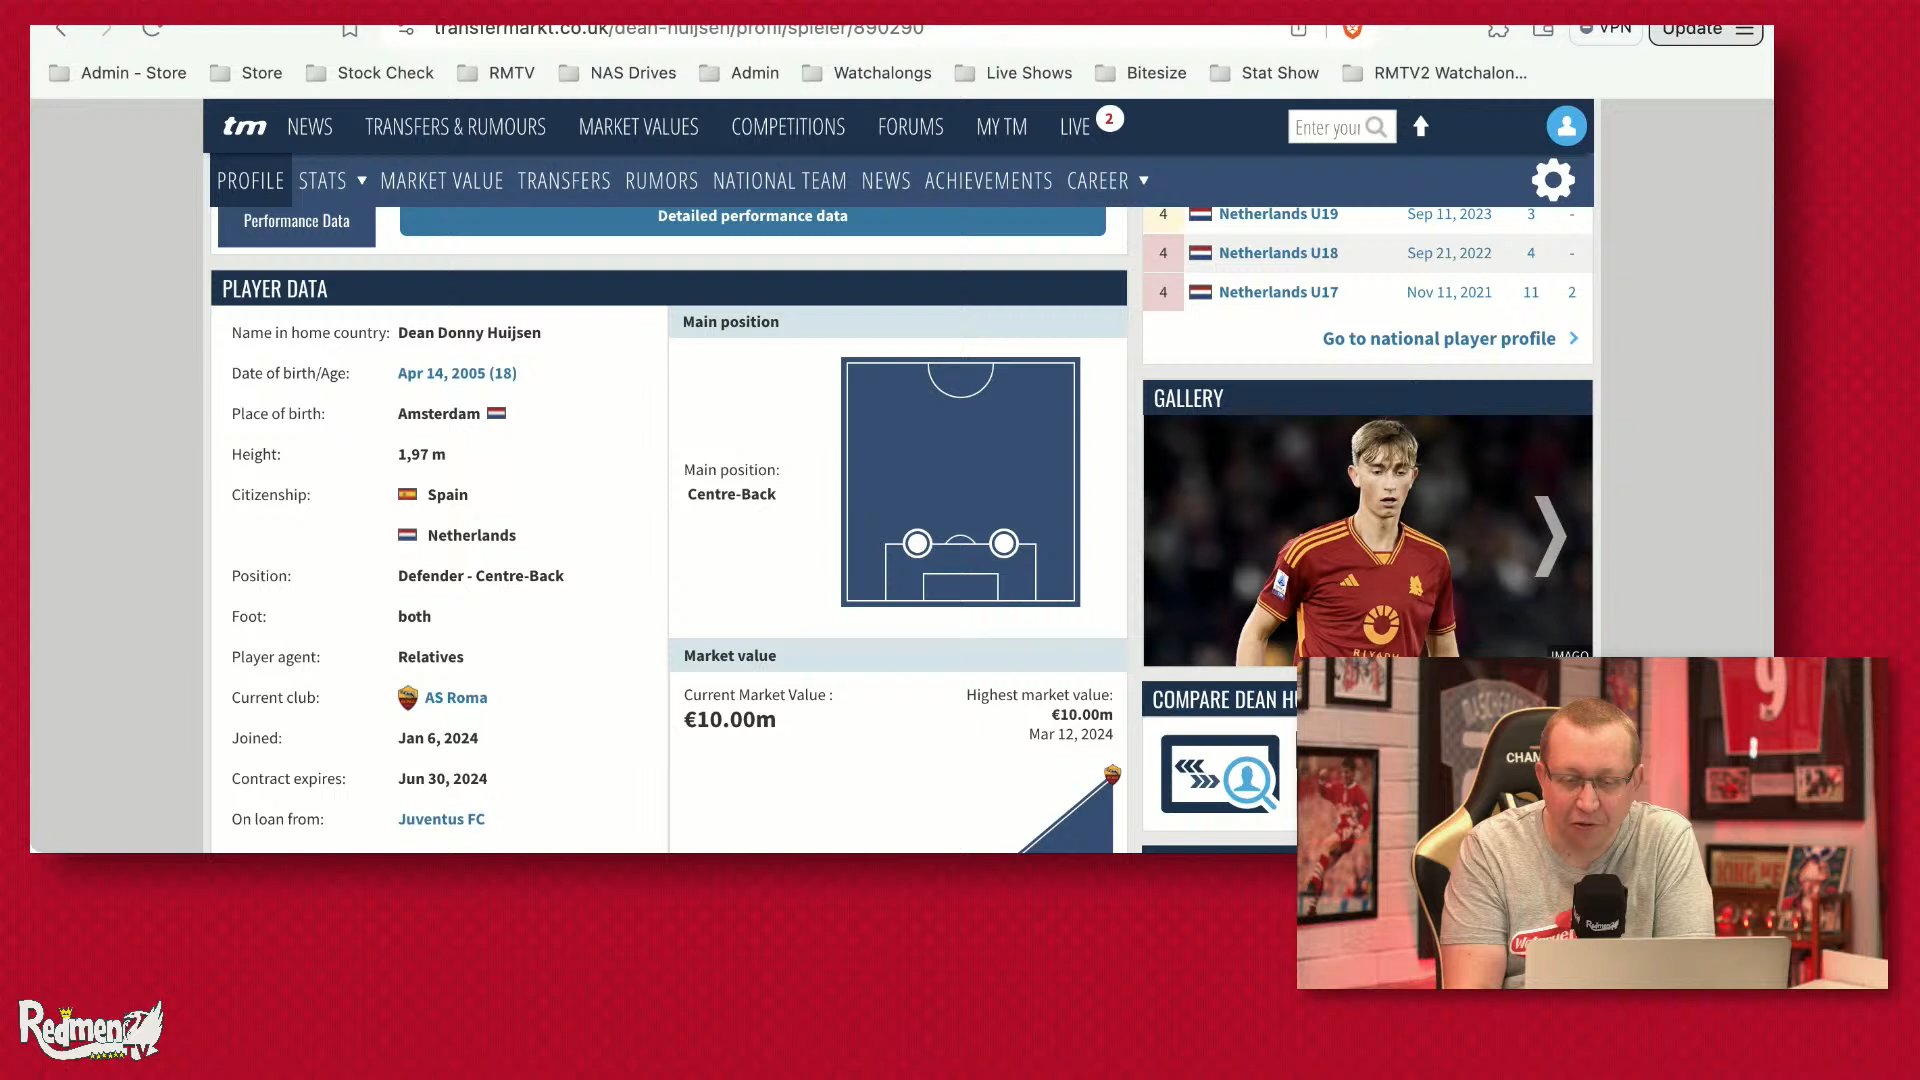 transfermarkt.co.uk/dean-huijsen/profil/spieler/890290
VPN
Update
Admin - Store
Store
Stock Check
RMTV
NAS Drives
Admin
Watchalongs
Live Shows
Bitesize
Stat Show
RMTV2 Watchalon...
tm
NEWS
TRANSFERS & RUMOURS
MARKET VALUES
COMPETITIONS
FORUMS
MY TM
LIVE
2
Enter your
PROFILE
STATS
MARKET VALUE
TRANSFERS
RUMORS
NATIONAL TEAM
NEWS
ACHIEVEMENTS
CAREER
Performance Data
Detailed performance data
4 Netherlands U19 Sep 11, 2023 3 -
4 Netherlands U18 Sep 21, 2022 4 -
4 Netherlands U17 Nov 11, 2021 11 2
Go to national player profile
PLAYER DATA
Name in home country: Dean Donny Huijsen
Date of birth/Age: Apr 14, 2005 (18)
Place of birth: Amsterdam
Height: 1,97 m
Citizenship: Spain
Netherlands
Position: Defender - Centre-Back
Foot: both
Player agent: Relatives
Current club: AS Roma
Joined: Jan 6, 2024
Contract expires: Jun 30, 2024
On loan from: Juventus FC
Main position
Main position:
Centre-Back
Market value
Current Market Value :
€10.00m
Highest market value:
€10.00m
Mar 12, 2024
GALLERY
RIYADH
IMAGO
COMPARE DEAN HU
CHAM
9
Redmen
Redmen
TV